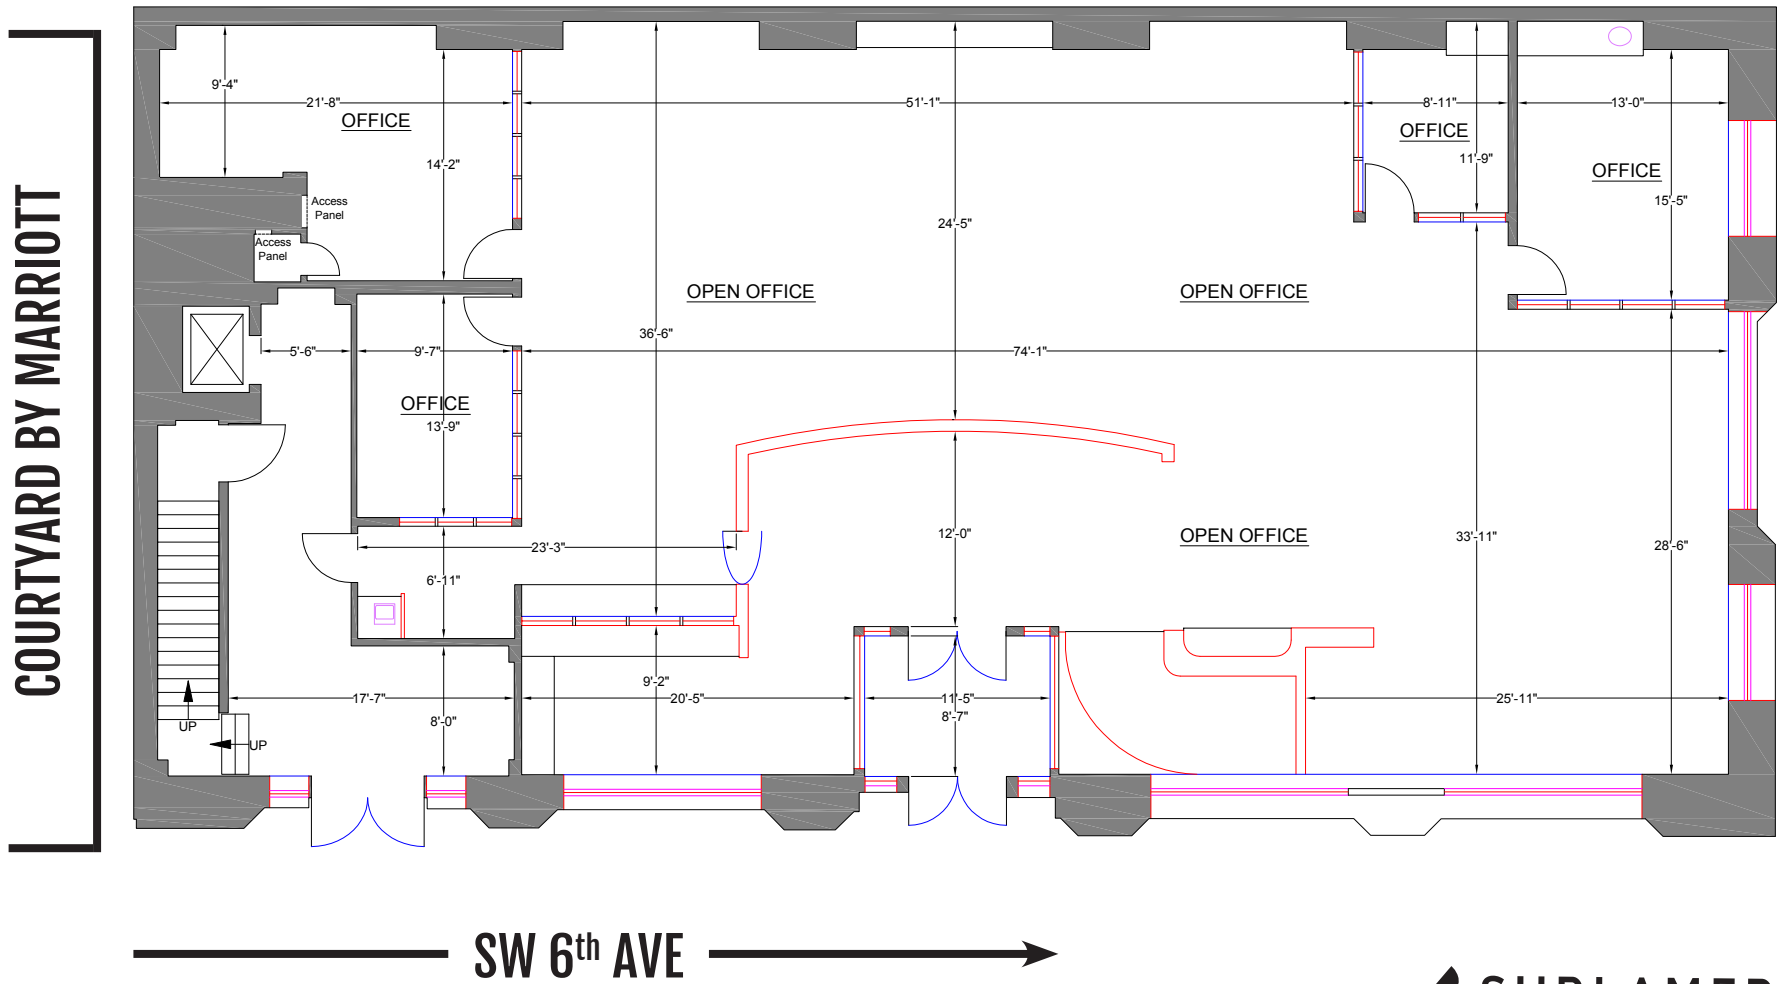 COURTYARD BY MARRIOTT
9'-4"
21'-8"
OFFICE
14'-2"
Access
Panel
Access
Panel
51'-1"
24'-5"
8'-11"
OFFICE
11'-9"
13'-0"
OFFICE
15'-5"
OPEN OFFICE
OPEN OFFICE
36'-6"
5'-6"
9'-7"
74'-1"
OFFICE
13'-9"
23'-3"
12'-0"
OPEN OFFICE
33'-11"
28'-6"
6'-11"
9'-2"
17'-7"
20'-5"
11'-5"
25'-11"
8'-0"
8'-7"
UP
UP
SW 6th AVE